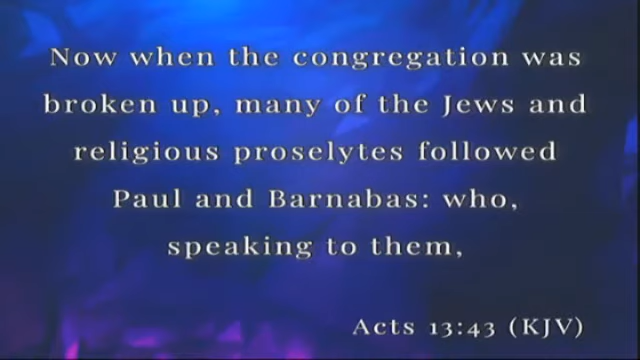 Now when the congregation was
broken up, many of the Jews and
religious proselytes followed
Paul and Barnabas: who,
speaking to them,
Acts 13:43 (KJV)